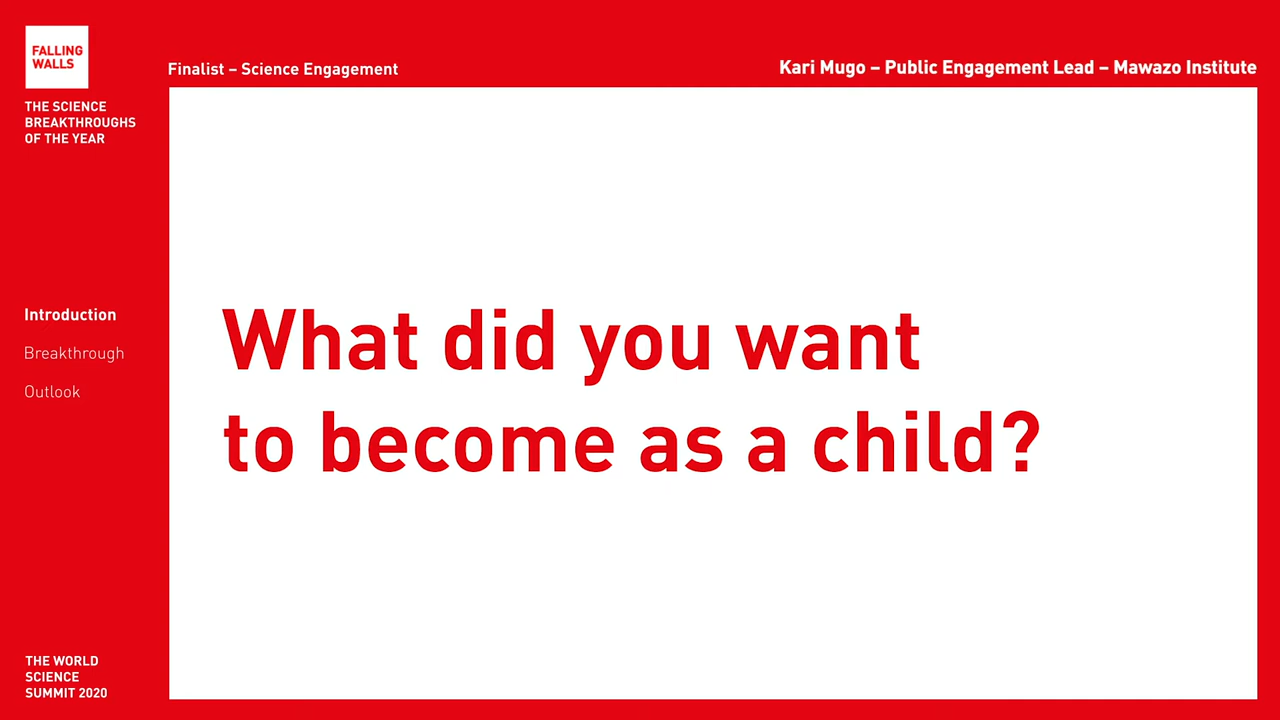 FALLING
WALLS
THE SCIENCE
BREAKTHROUGHS
OF THE YEAR
Finalist – Science Engagement
Kari Mugo – Public Engagement Lead – Mawazo Institute
Introduction
Breakthrough
Outlook
What did you want
to become as a child?
THE WORLD
SCIENCE
SUMMIT 2020